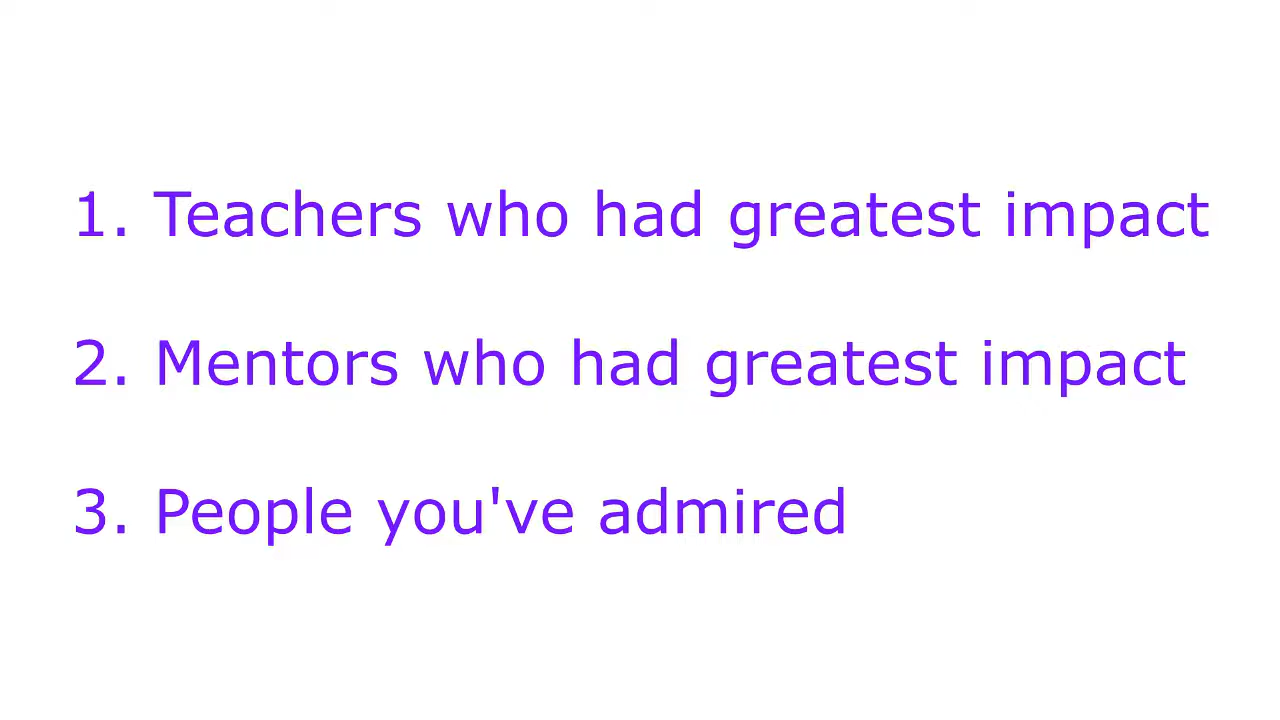 1. Teachers who had greatest impact
2. Mentors who had greatest impact
3. People you've admired